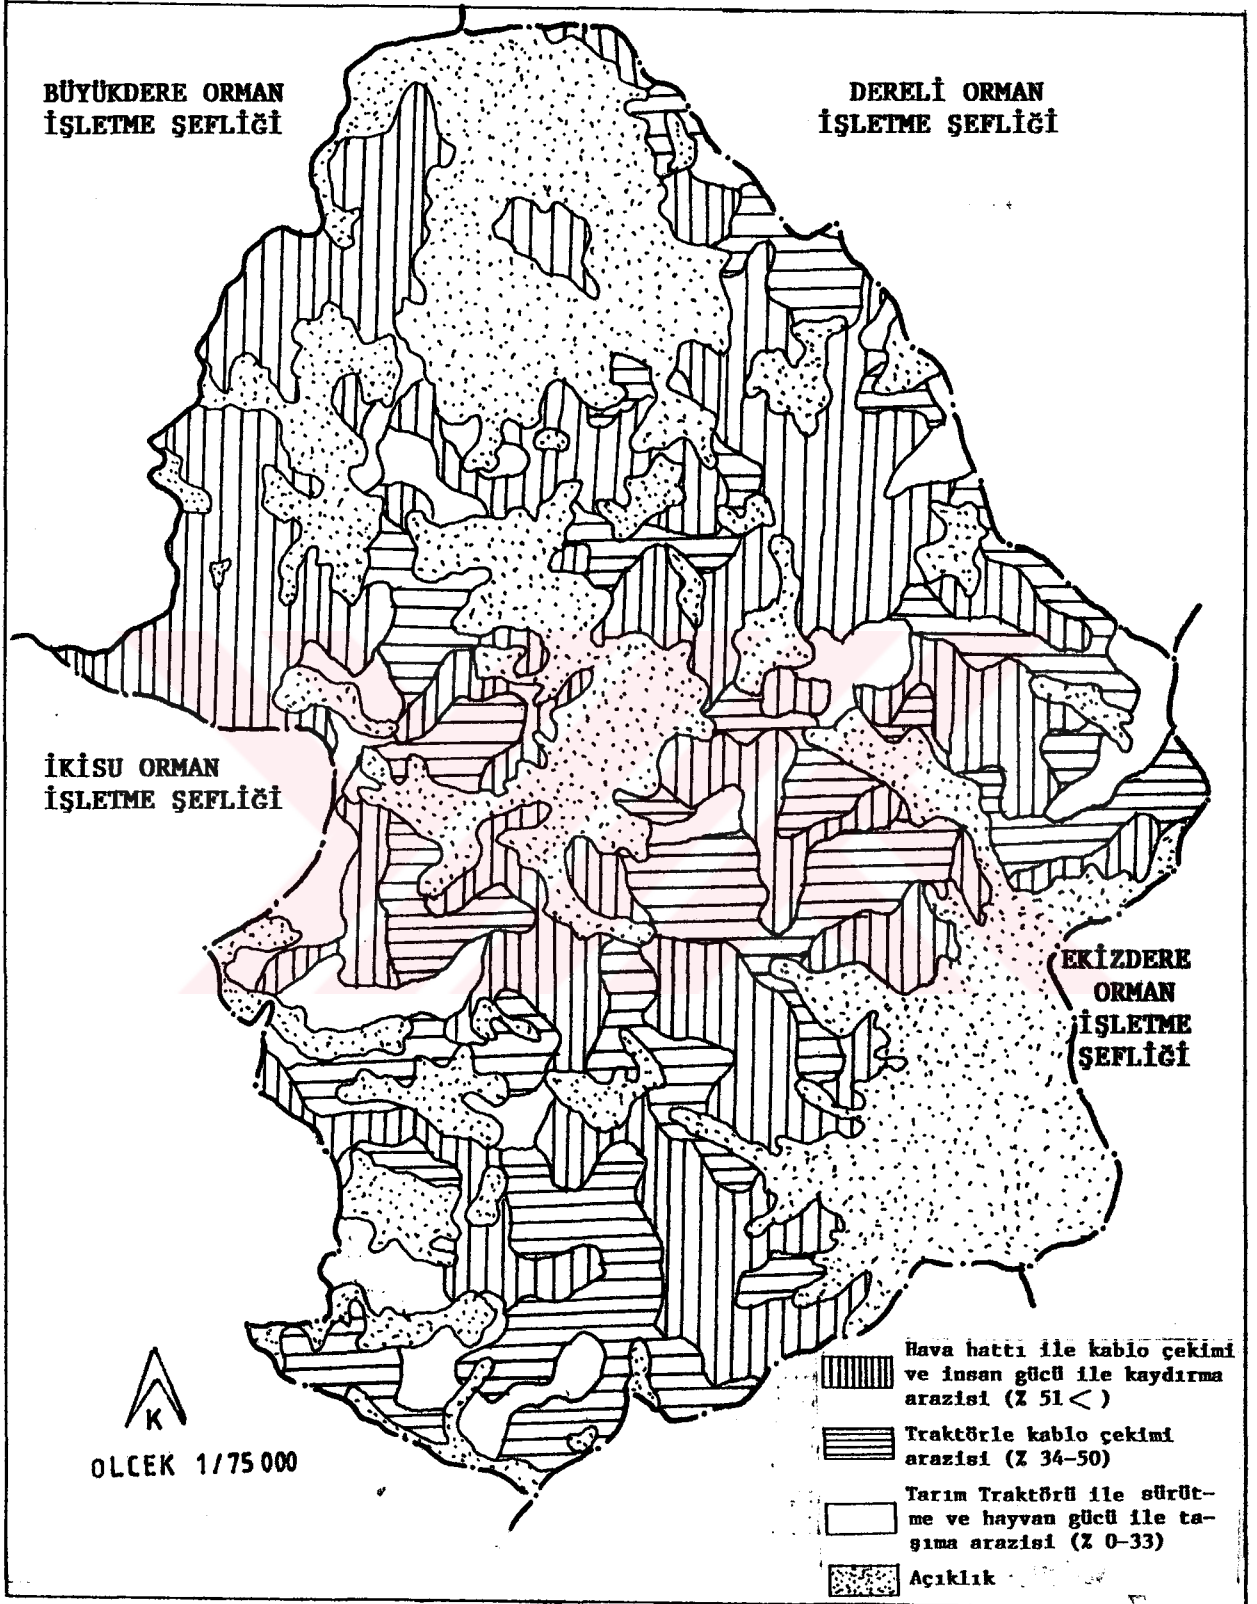 BÜYÜKDERE ORMAN
İŞLETME ŞEFLİĞİ
DERELİ ORMAN
İŞLETME ŞEFLİĞİ
İKİSU ORMAN
İŞLETME ŞEFLİĞİ
EKİZDERE
ORMAN
İŞLETME
ŞEFLİĞİ
K
OLCEK 1/75 000
Hava hattı ile kablo çekimi
ve insan gücü ile kaydırma
arazisi (% 51< )
Traktörle kablo çekimi
arazisi (% 34-50)
Tarım Traktörü ile sürüt-
me ve hayvan gücü ile ta-
şıma arazisi (% 0-33)
Açıklık